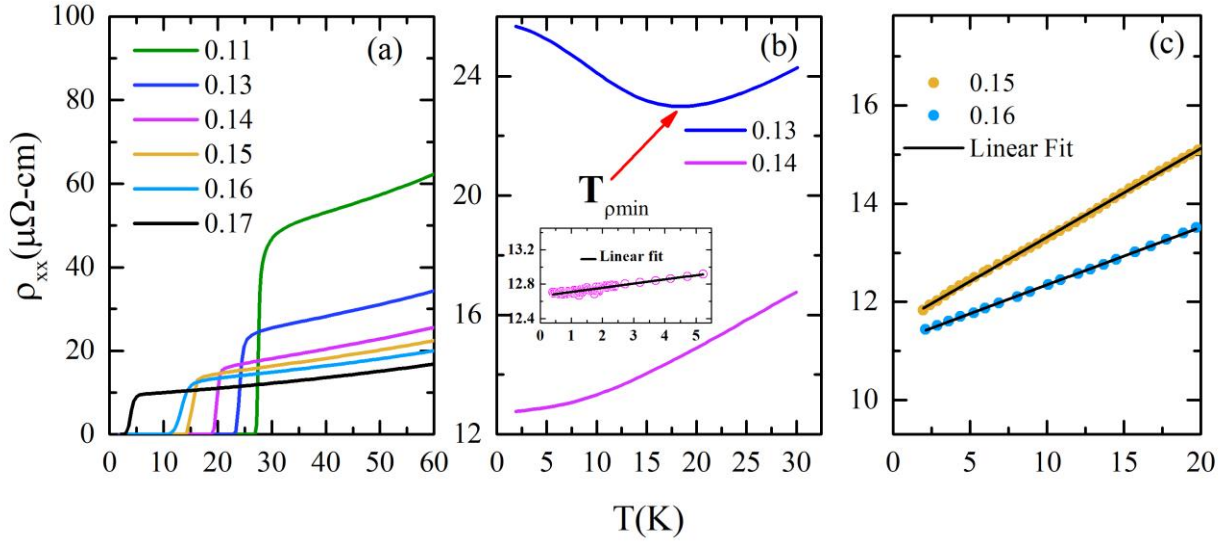 ρxx(μΩ-cm)
100
80
60
40
20
0
0 10 20 30 40 50 60
(a)
0.11
0.13
0.14
0.15
0.16
0.17
24
20
16
12
0 5 10 15 20 25 30
(b)
0.13
0.14
Tρmin
13.2
12.8
12.4
0 1 2 3 4 5
Linear fit
16
14
12
10
0 5 10 15 20
(c)
0.15
0.16
Linear Fit
T(K)